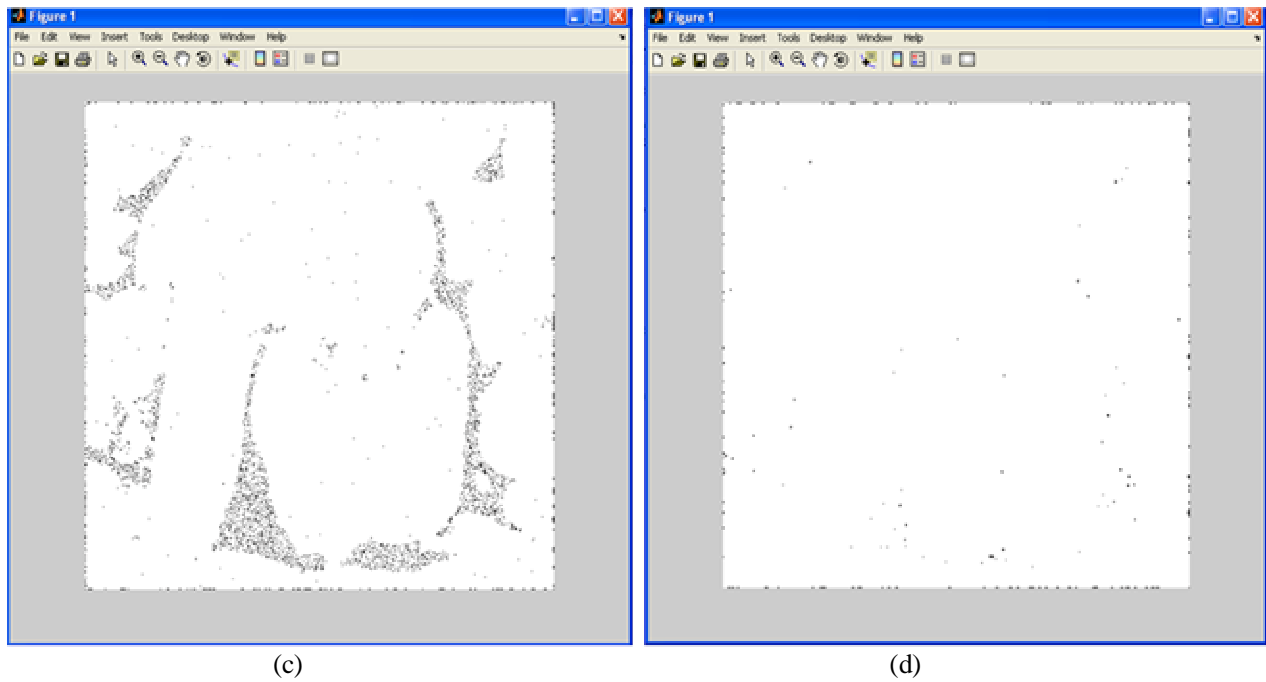 Figure 1
File Edit View Insert Tools Desktop Window Help
Figure 1
File Edit View Insert Tools Desktop Window Help
(c)
(d)